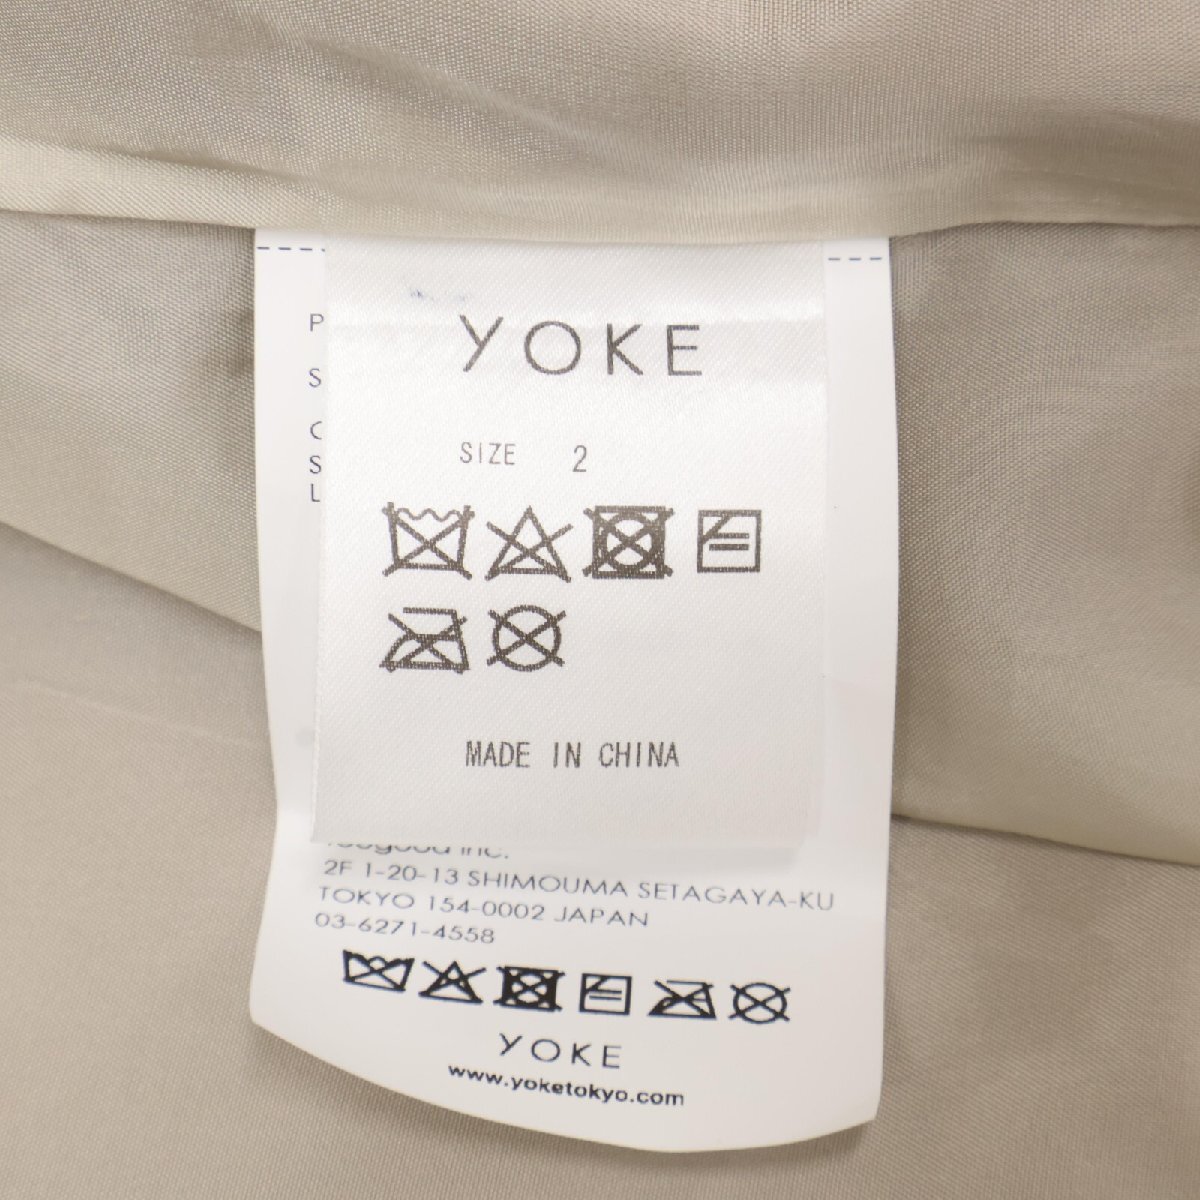 YOKE
SIZE 2
MADE IN CHINA
P
S
C
S
L
inc.
2F 1-20-13 SHIMOUMA SETAGAYA-KU
TOKYO 154-0002 JAPAN
03-6271-4558
YOKE
www.yoketokyo.com